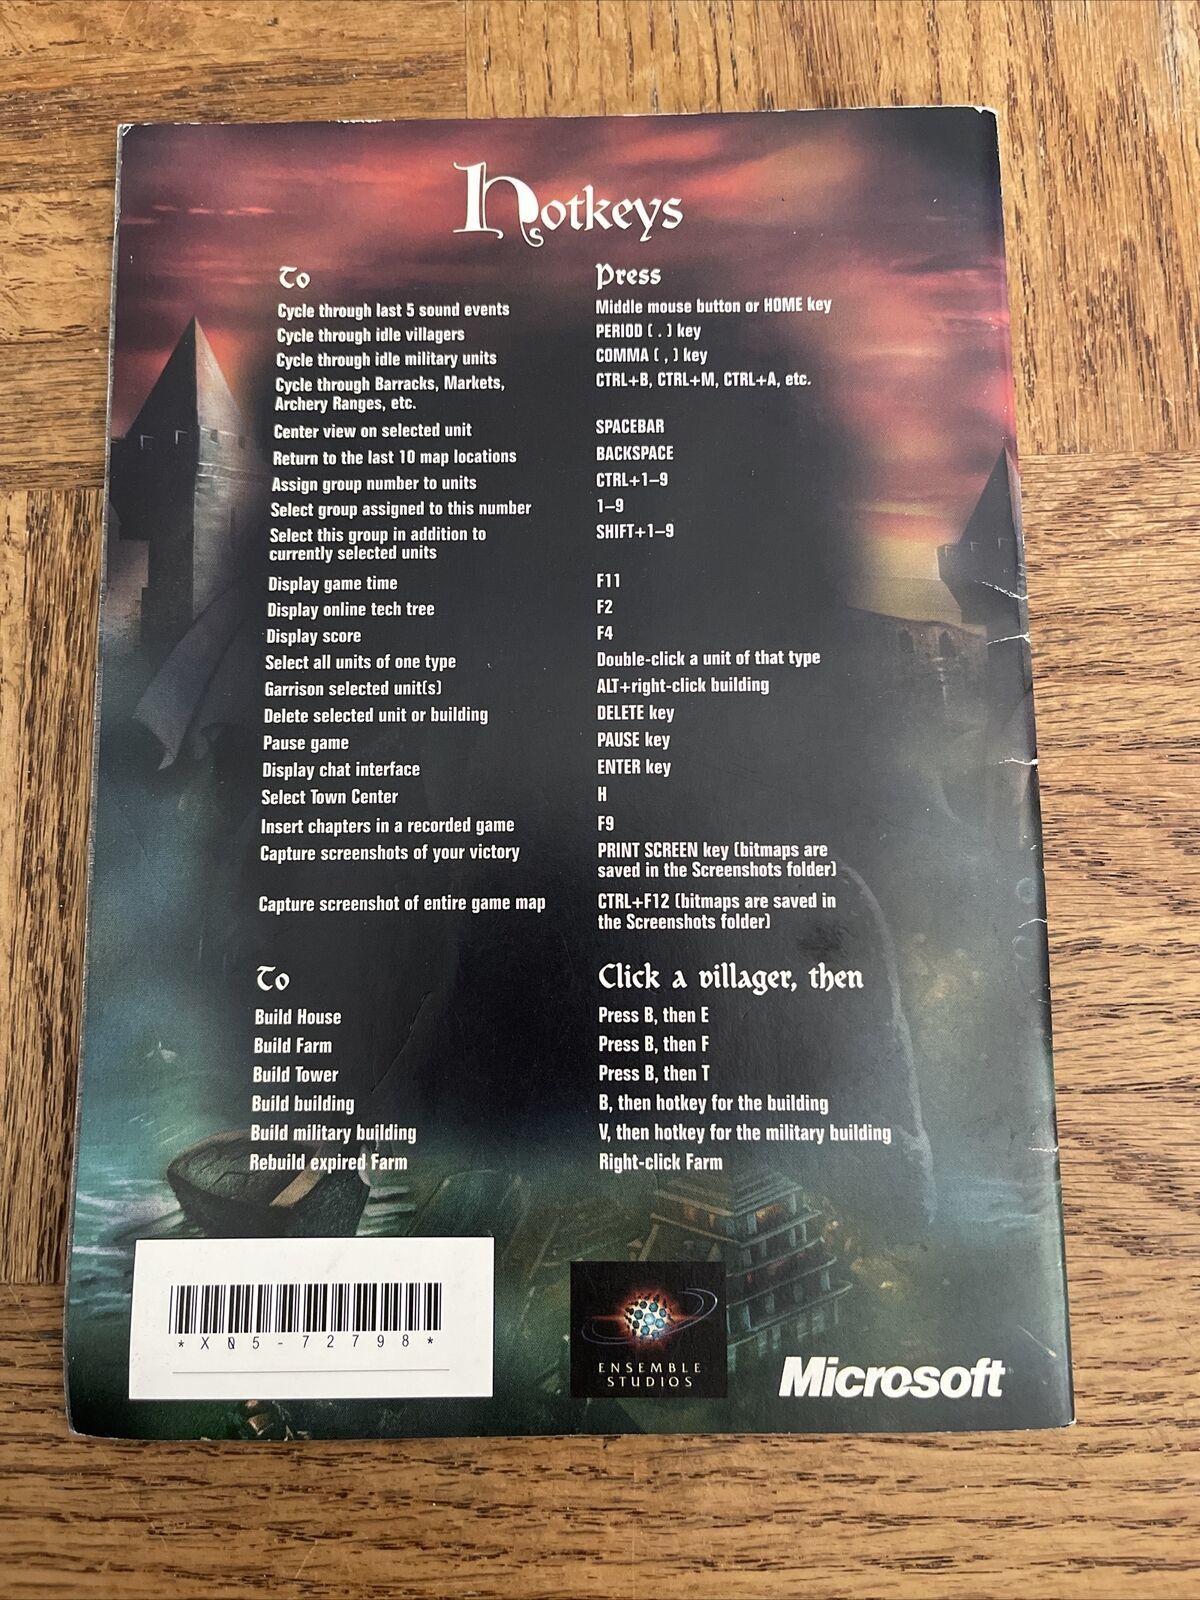 Hotkeys
To Press
Cycle through last 5 sound events Middle mouse button or HOME key
Cycle through idle villagers PERIOD ( . ) key
Cycle through idle military units COMMA ( , ) key
Cycle through Barracks, Markets, CTRL+B, CTRL+M, CTRL+A, etc.
Archery Ranges, etc.
Center view on selected unit SPACEBAR
Return to the last 10 map locations BACKSPACE
Assign group number to units CTRL+1–9
Select group assigned to this number 1–9
Select this group in addition to SHIFT+1–9
currently selected units
Display game time F11
Display online tech tree F2
Display score F4
Select all units of one type Double-click a unit of that type
Garrison selected unit(s) ALT+right-click building
Delete selected unit or building DELETE key
Pause game PAUSE key
Display chat interface ENTER key
Select Town Center H
Insert chapters in a recorded game F9
Capture screenshots of your victory PRINT SCREEN key (bitmaps are
saved in the Screenshots folder)
Capture screenshot of entire game map CTRL+F12 (bitmaps are saved in
the Screenshots folder)
To Click a villager, then
Build House Press B, then E
Build Farm Press B, then F
Build Tower Press B, then T
Build building B, then hotkey for the building
Build military building V, then hotkey for the military building
Rebuild expired Farm Right-click Farm
*X05-72798*
ENSEMBLE
STUDIOS
Microsoft